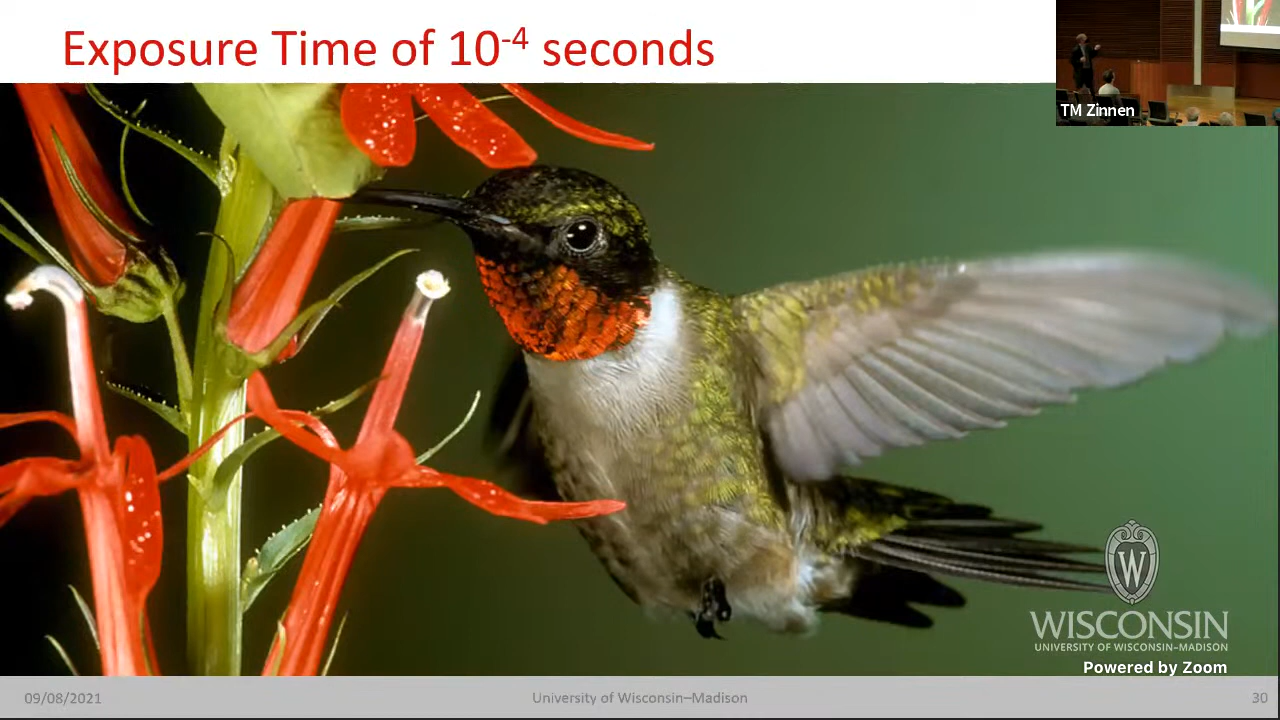 Exposure Time of 10-4 seconds
TM Zinnen
W
WISCONSIN
UNIVERSITY OF WISCONSIN–MADISON
Powered by Zoom
09/08/2021
University of Wisconsin–Madison
30